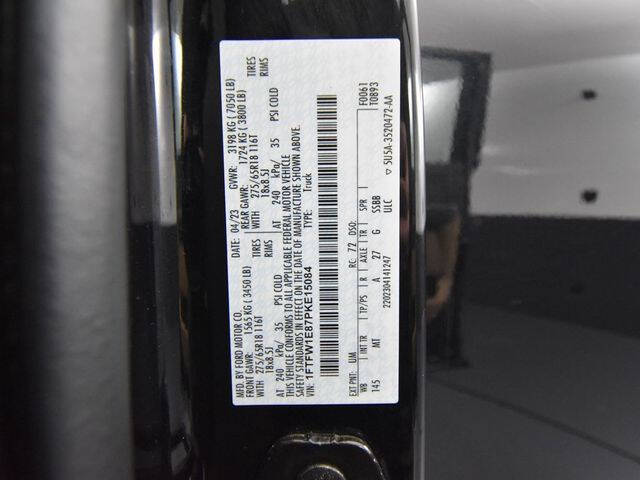 MFD. BY FORD MOTOR CO. DATE: 04/23 GVWR: 3198 KG ( 7050 LB)
FRONT GAWR: 1565 KG ( 3450 LB) REAR GAWR: 1724 KG ( 3800 LB)
WITH 275/65R18 116T TIRES WITH 275/65R18 116T TIRES
18x8.5J RIMS 18x8.5J RIMS
AT 240 kPa/ 35 PSI COLD AT 240 kPa/ 35 PSI COLD
THIS VEHICLE CONFORMS TO ALL APPLICABLE FEDERAL MOTOR VEHICLE
SAFETY STANDARDS IN EFFECT ON THE DATE OF MANUFACTURE SHOWN ABOVE.
1FTFW1E87PKE15084 TYPE: Truck
F0061
T0893
EXT PNT: UM RC: 72 DSO:
WB INT TR TP/PS R AXLE TR SPR
145 MT A 27 G SSBB
2202304141247 ULC
5U5A-3520472-AA